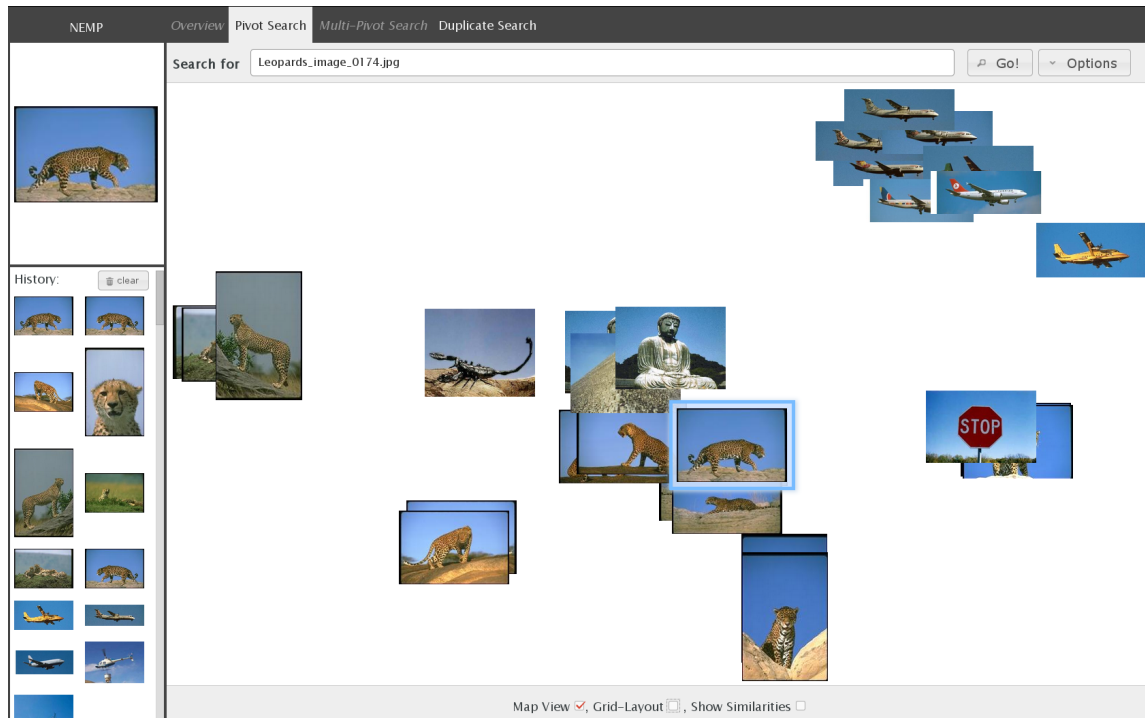 NEMP
Overview Pivot Search Multi-Pivot Search Duplicate Search
Search for Leopards_image_0174.jpg Go! Options
History: clear
STOP
Map View , Grid-Layout , Show Similarities